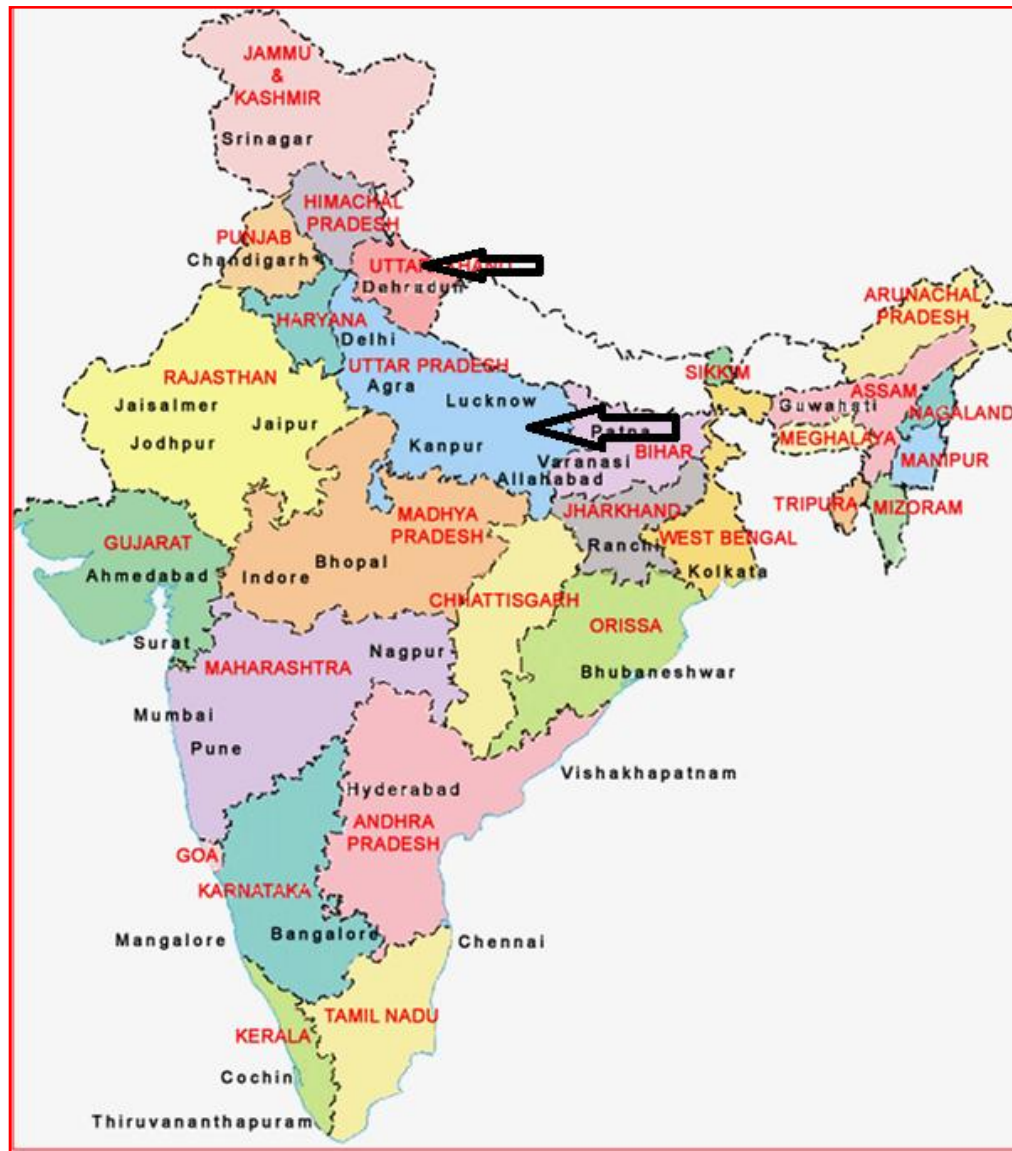 JAMMU
&
KASHMIR
Srinagar
HIMACHAL
PRADESH
PUNJAB
Chandigarh
UTTARAKHAND
Dehradun
HARYANA
Delhi
UTTAR PRADESH
Agra
Lucknow
Kanpur
Varanasi
Allahabad
RAJASTHAN
Jaisalmer
Jaipur
Jodhpur
SIKKIM
ARUNACHAL
PRADESH
ASSAM
Guwahati
NAGALAND
MEGHALAYA
MANIPUR
TRIPURA
MIZORAM
Patna
BIHAR
JHARKHAND
Ranchi
WEST BENGAL
Kolkata
GUJARAT
Ahmedabad
Surat
MADHYA
PRADESH
Bhopal
Indore
CHHATTISGARH
ORISSA
Bhubaneshwar
MAHARASHTRA
Nagpur
Mumbai
Pune
Hyderabad
ANDHRA
PRADESH
Vishakhapatnam
GOA
KARNATAKA
Bangalore
Mangalore
Chennai
TAMIL NADU
KERALA
Cochin
Thiruvananthapuram